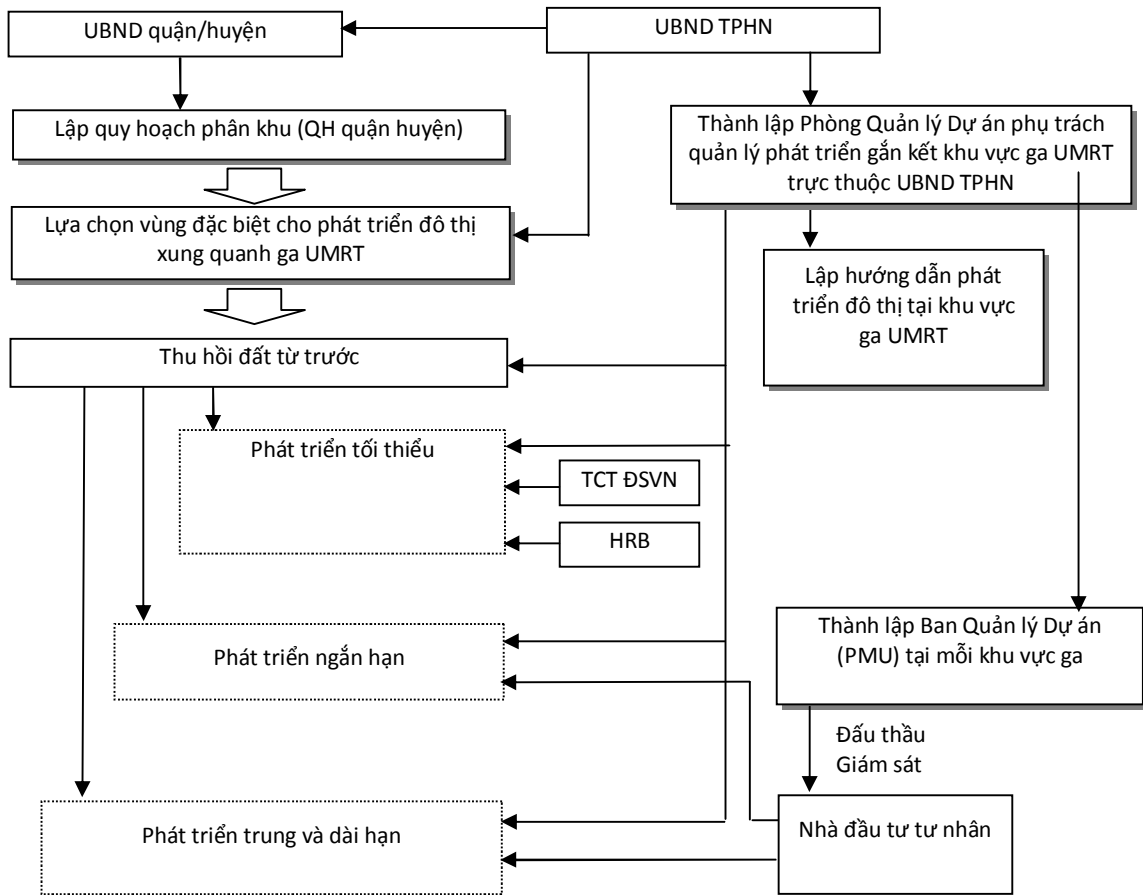 UBND quận/huyện
UBND TPHN
Lập quy hoạch phân khu (QH quận huyện)
Thành lập Phòng Quản lý Dự án phụ trách
quản lý phát triển gắn kết khu vực ga UMRT
trực thuộc UBND TPHN
Lựa chọn vùng đặc biệt cho phát triển đô thị
xung quanh ga UMRT
Lập hướng dẫn phát
triển đô thị tại khu vực
ga UMRT
Thu hồi đất từ trước
Phát triển tối thiểu
TCT ĐSVN
HRB
Thành lập Ban Quản lý Dự án
(PMU) tại mỗi khu vực ga
Phát triển ngắn hạn
Đấu thầu
Giám sát
Nhà đầu tư tư nhân
Phát triển trung và dài hạn